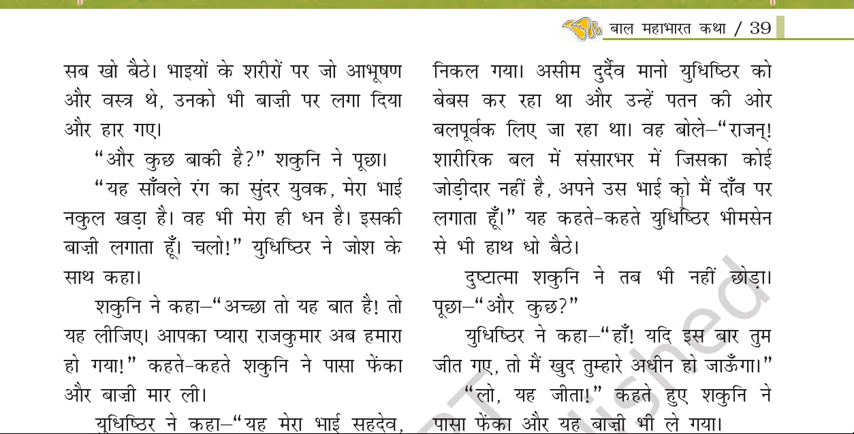 बाल महाभारत कथा / 39
सब खो बैठे। भाइयों के शरीरों पर जो आभूषण
और वस्त्र थे, उनको भी बाज़ी पर लगा दिया
और हार गए।
“और कुछ बाकी है?” शकुनि ने पूछा।
“यह साँवले रंग का सुंदर युवक, मेरा भाई
नकुल खड़ा है। वह भी मेरा ही धन है। इसकी
बाज़ी लगाता हूँ। चलो!” युधिष्ठिर ने जोश के
साथ कहा।
शकुनि ने कहा—“अच्छा तो यह बात है! तो
यह लीजिए। आपका प्यारा राजकुमार अब हमारा
हो गया!” कहते-कहते शकुनि ने पासा फेंका
और बाज़ी मार ली।
युधिष्ठिर ने कहा—“यह मेरा भाई सहदेव,
निकल गया। असीम दुर्दैव मानो युधिष्ठिर को
बेबस कर रहा था और उन्हें पतन की ओर
बलपूर्वक लिए जा रहा था। वह बोले—“राजन्!
शारीरिक बल में संसारभर में जिसका कोई
जोड़ीदार नहीं है, अपने उस भाई को मैं दाँव पर
लगाता हूँ।” यह कहते-कहते युधिष्ठिर भीमसेन
से भी हाथ धो बैठे।
दुष्टात्मा शकुनि ने तब भी नहीं छोड़ा।
पूछा—“और कुछ?”
युधिष्ठिर ने कहा—“हाँ! यदि इस बार तुम
जीत गए, तो मैं खुद तुम्हारे अधीन हो जाऊँगा।”
“लो, यह जीता!” कहते हुए शकुनि ने
पासा फेंका और यह बाज़ी भी ले गया।